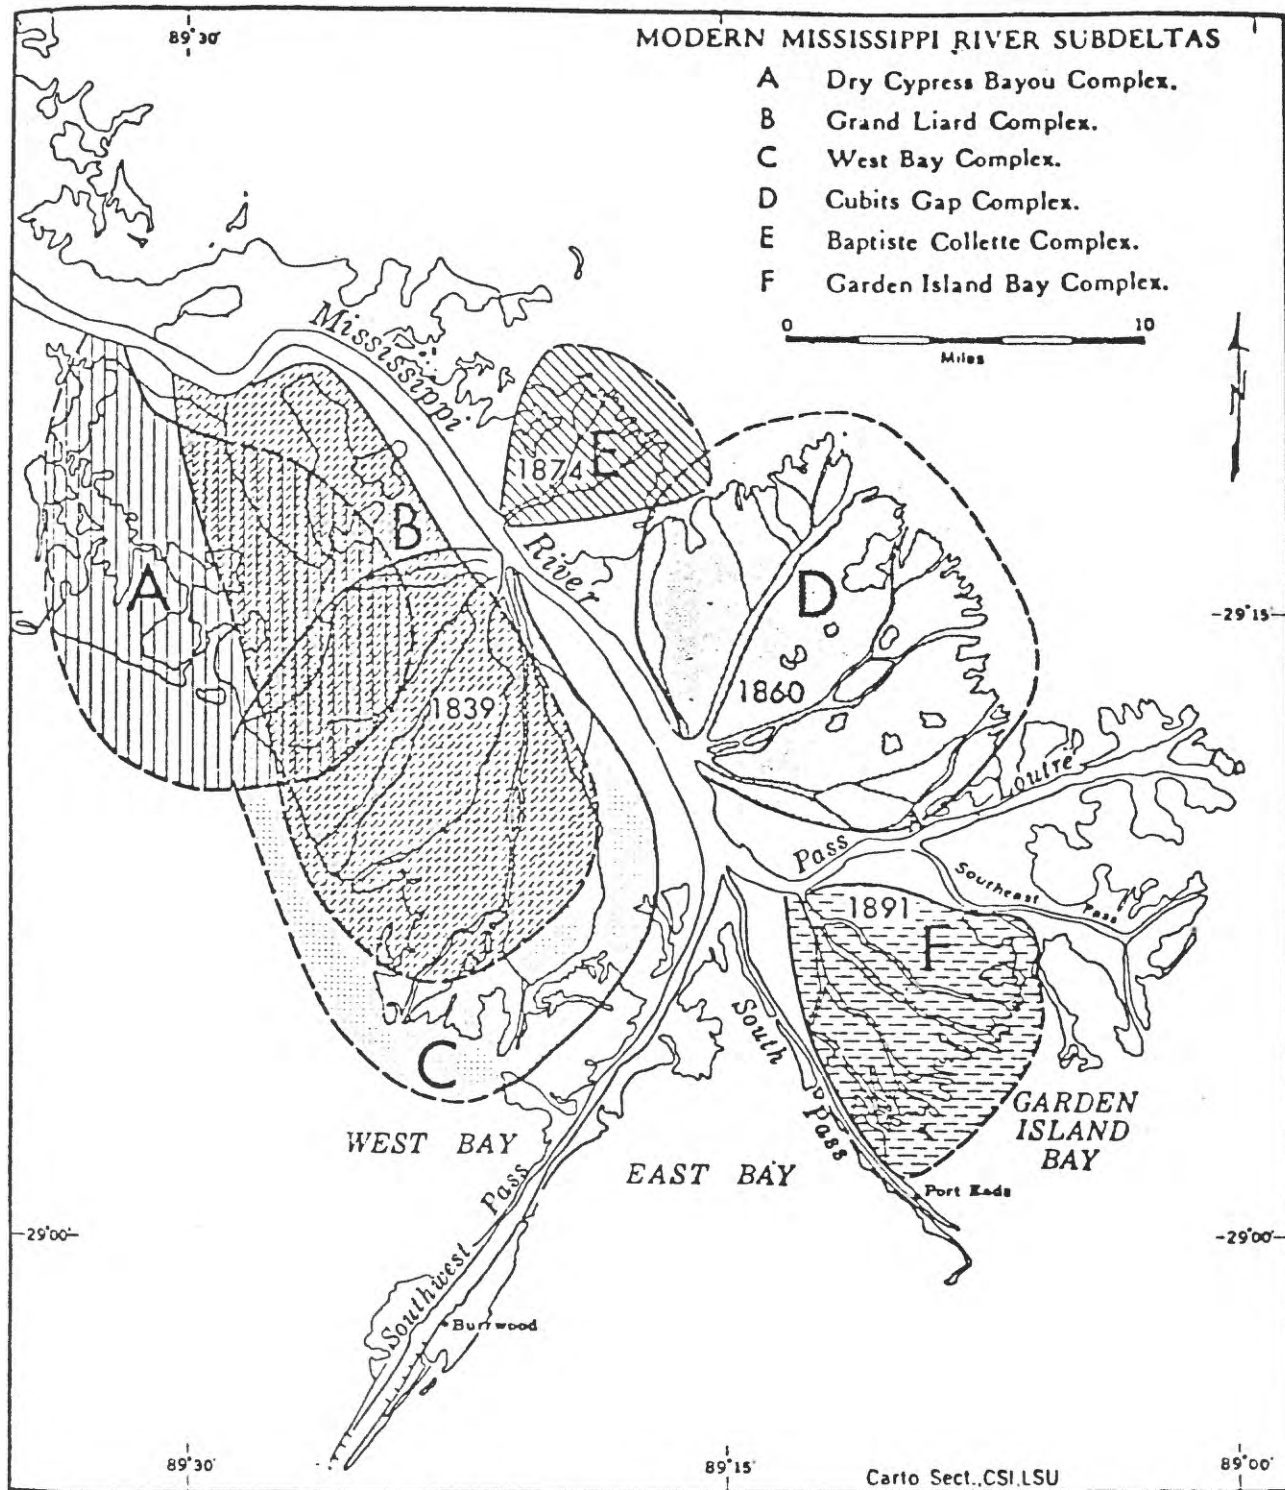 89°30'
MODERN MISSISSIPPI RIVER SUBDELTAS
A Dry Cypress Bayou Complex.
B Grand Liard Complex.
C West Bay Complex.
D Cubits Gap Complex.
E Baptiste Collette Complex.
F Garden Island Bay Complex.
0 10
Miles
N
Mississippi
River
E
1874
B
A
D
29°15'
1839
1860
Pass
outre
Southeast Pass
1891
F
C
South
Pass
GARDEN
ISLAND
BAY
WEST BAY
EAST BAY
Port Eads
29°00'
29°00'
Southwest Pass
Burrwood
89°30'
89°15'
89°00'
Carto Sect.,CSI,LSU